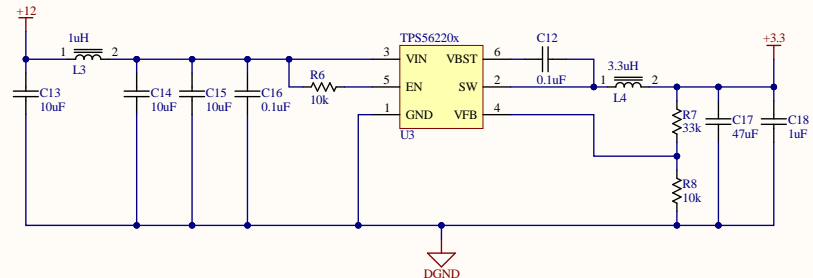 +12
1uH
1
2
L3
C13
10uF
C14
10uF
C15
10uF
C16
0.1uF
R6
10k
TPS56220x
3
VIN
VBST
6
5
EN
SW
2
1
GND
VFB
4
U3
C12
0.1uF
3.3uH
1
2
L4
+3.3
R7
33k
C17
47uF
C18
1uF
R8
10k
DGND